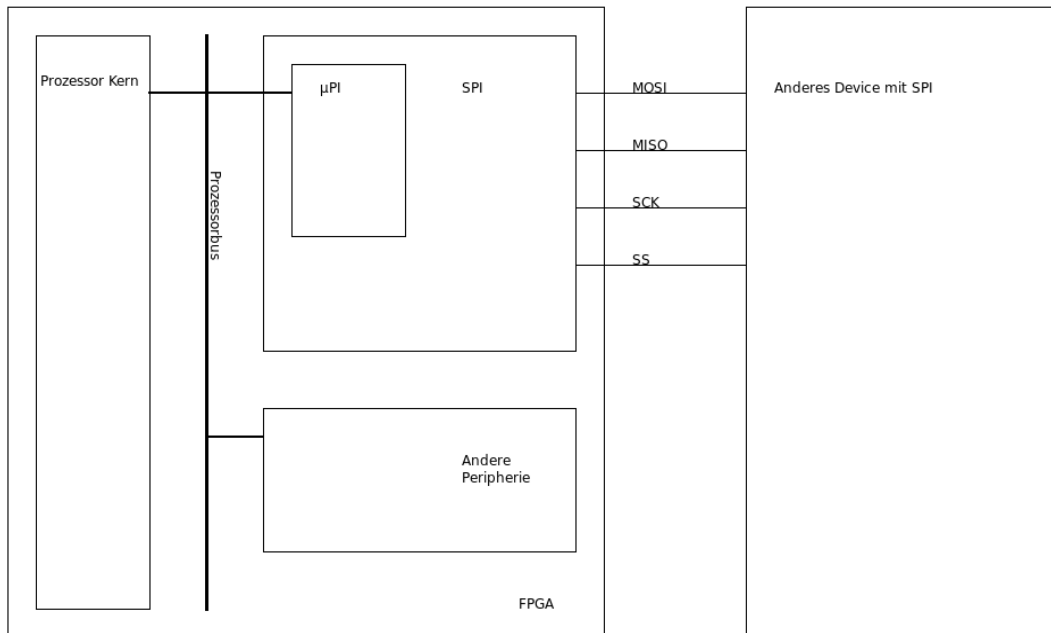 Prozessor Kern
µPI
SPI
MOSI
Anderes Device mit SPI
MISO
Prozessorbus
SCK
SS
Andere
Peripherie
FPGA